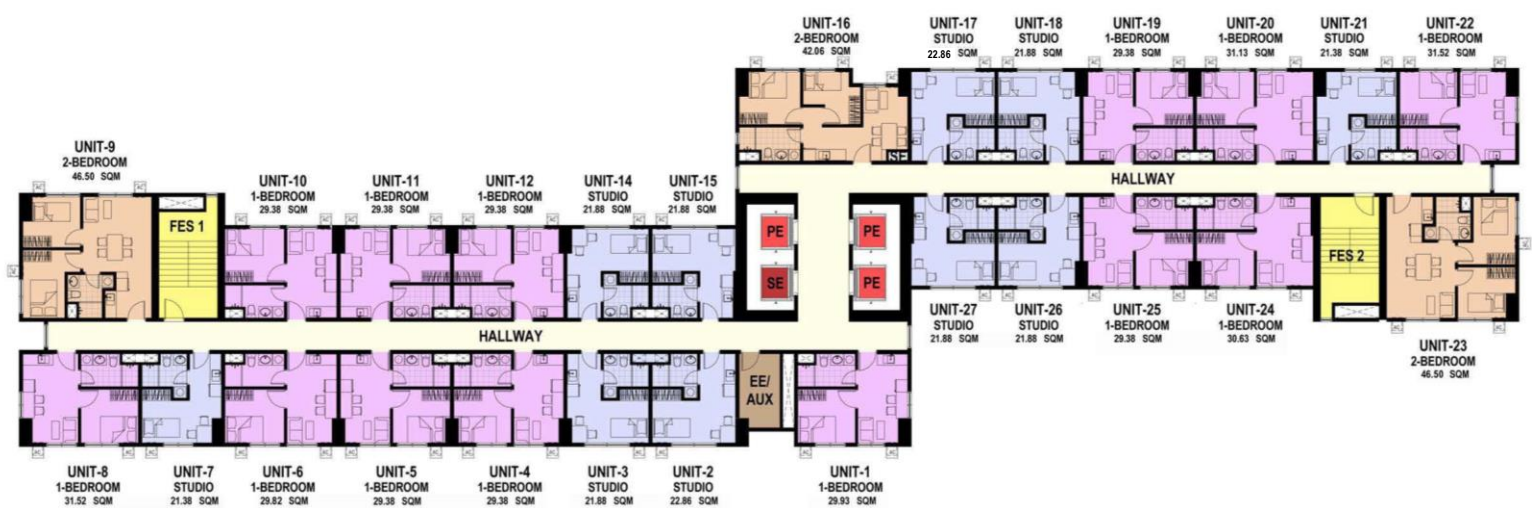 UNIT-16
2-BEDROOM
42.06 SQM
UNIT-17
STUDIO
22.86 SQM
UNIT-18
STUDIO
21.88 SQM
UNIT-19
1-BEDROOM
29.38 SQM
UNIT-20
1-BEDROOM
31.13 SQM
UNIT-21
STUDIO
21.38 SQM
UNIT-22
1-BEDROOM
31.52 SQM
SE
HALLWAY
UNIT-9
2-BEDROOM
46.50 SQM
FES 1
UNIT-10
1-BEDROOM
29.38 SQM
UNIT-11
1-BEDROOM
29.38 SQM
UNIT-12
1-BEDROOM
29.38 SQM
UNIT-14
STUDIO
21.88 SQM
UNIT-15
STUDIO
21.88 SQM
PE
PE
SE
PE
FES 2
UNIT-27
STUDIO
21.88 SQM
UNIT-26
STUDIO
21.88 SQM
UNIT-25
1-BEDROOM
29.38 SQM
UNIT-24
1-BEDROOM
30.63 SQM
UNIT-23
2-BEDROOM
46.50 SQM
HALLWAY
EE/
AUX
UNIT-8
1-BEDROOM
31.52 SQM
UNIT-7
STUDIO
21.38 SQM
UNIT-6
1-BEDROOM
29.82 SQM
UNIT-5
1-BEDROOM
29.38 SQM
UNIT-4
1-BEDROOM
29.38 SQM
UNIT-3
STUDIO
21.88 SQM
UNIT-2
STUDIO
22.86 SQM
UNIT-1
1-BEDROOM
29.93 SQM